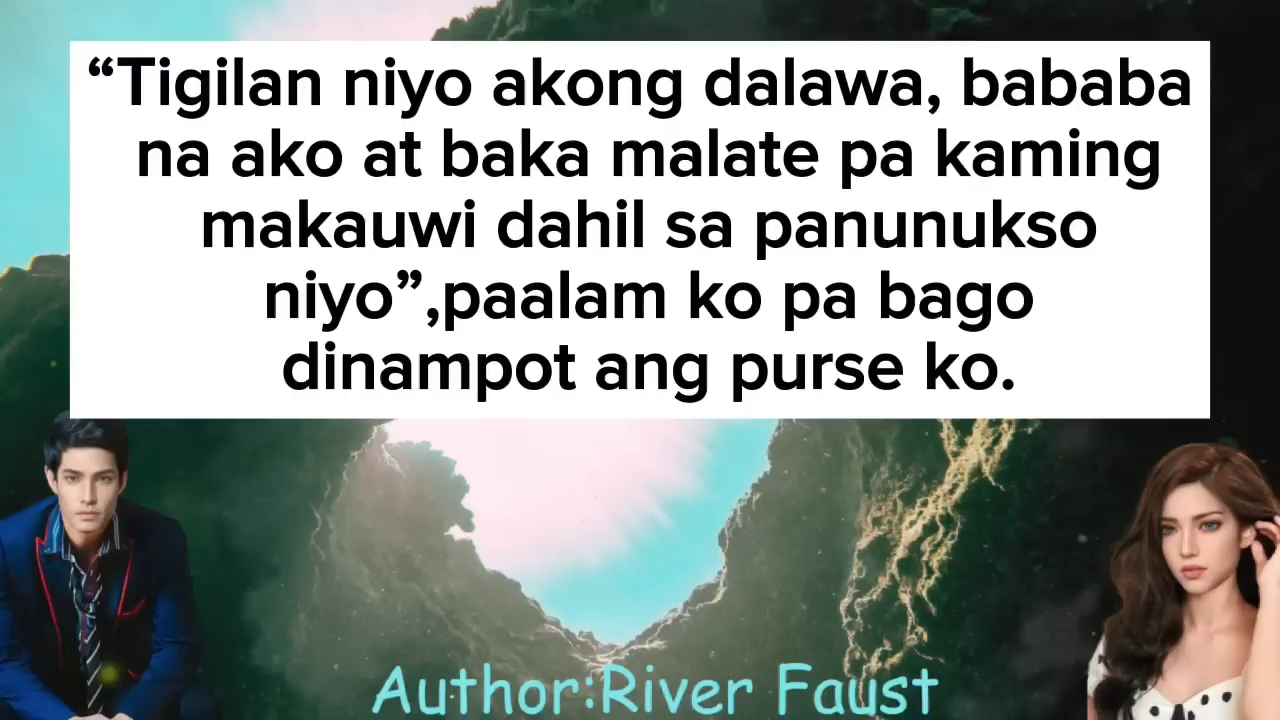 “Tigilan niyo akong dalawa, bababa
na ako at baka malate pa kaming
makauwi dahil sa panunukso
niyo”,paalam ko pa bago
dinampot ang purse ko.
Author:River Faust